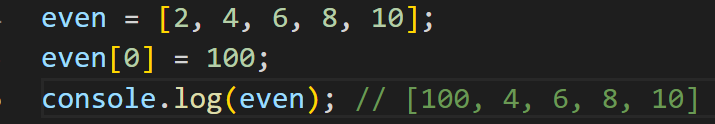 even = [2, 4, 6, 8, 10];
even[0] = 100;
console.log(even); // [100, 4, 6, 8, 10]